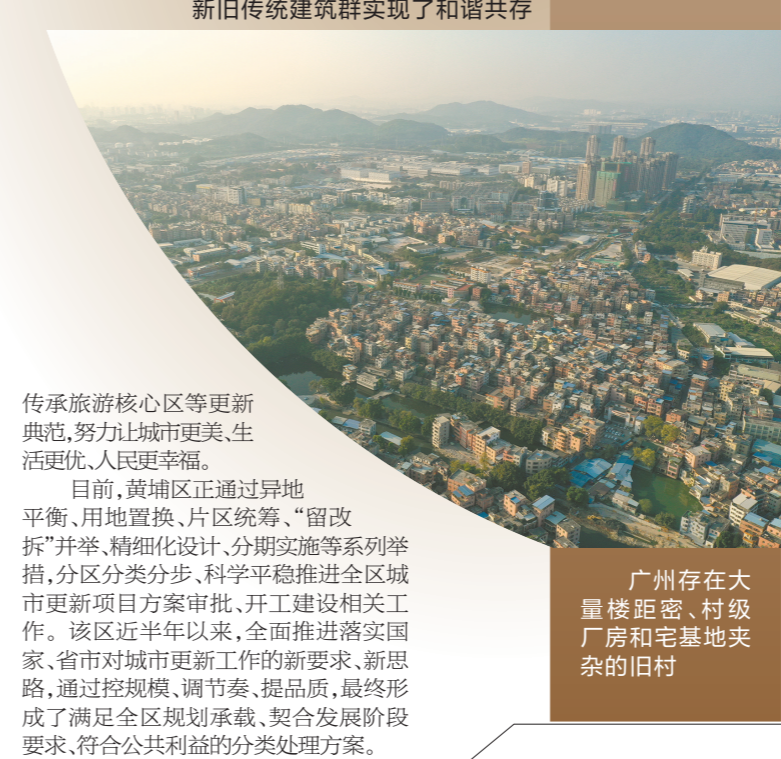 新旧传统建筑群实现了和谐共存
传承旅游核心区等更新
典范,努力让城市更美、生
活更优、人民更幸福。
目前,黄埔区正通过异地
平衡、用地置换、片区统筹、“留改
拆”并举、精细化设计、分期实施等系列举
措,分区分类分步、科学平稳推进全区城
市更新项目方案审批、开工建设相关工
作。该区近半年以来,全面推进落实国
家、省市对城市更新工作的新要求、新思
路,通过控规模、调节奏、提品质,最终形
成了满足全区规划承载、契合发展阶段
要求、符合公共利益的分类处理方案。
广州存在大
量楼距密、村级
厂房和宅基地夹
杂的旧村